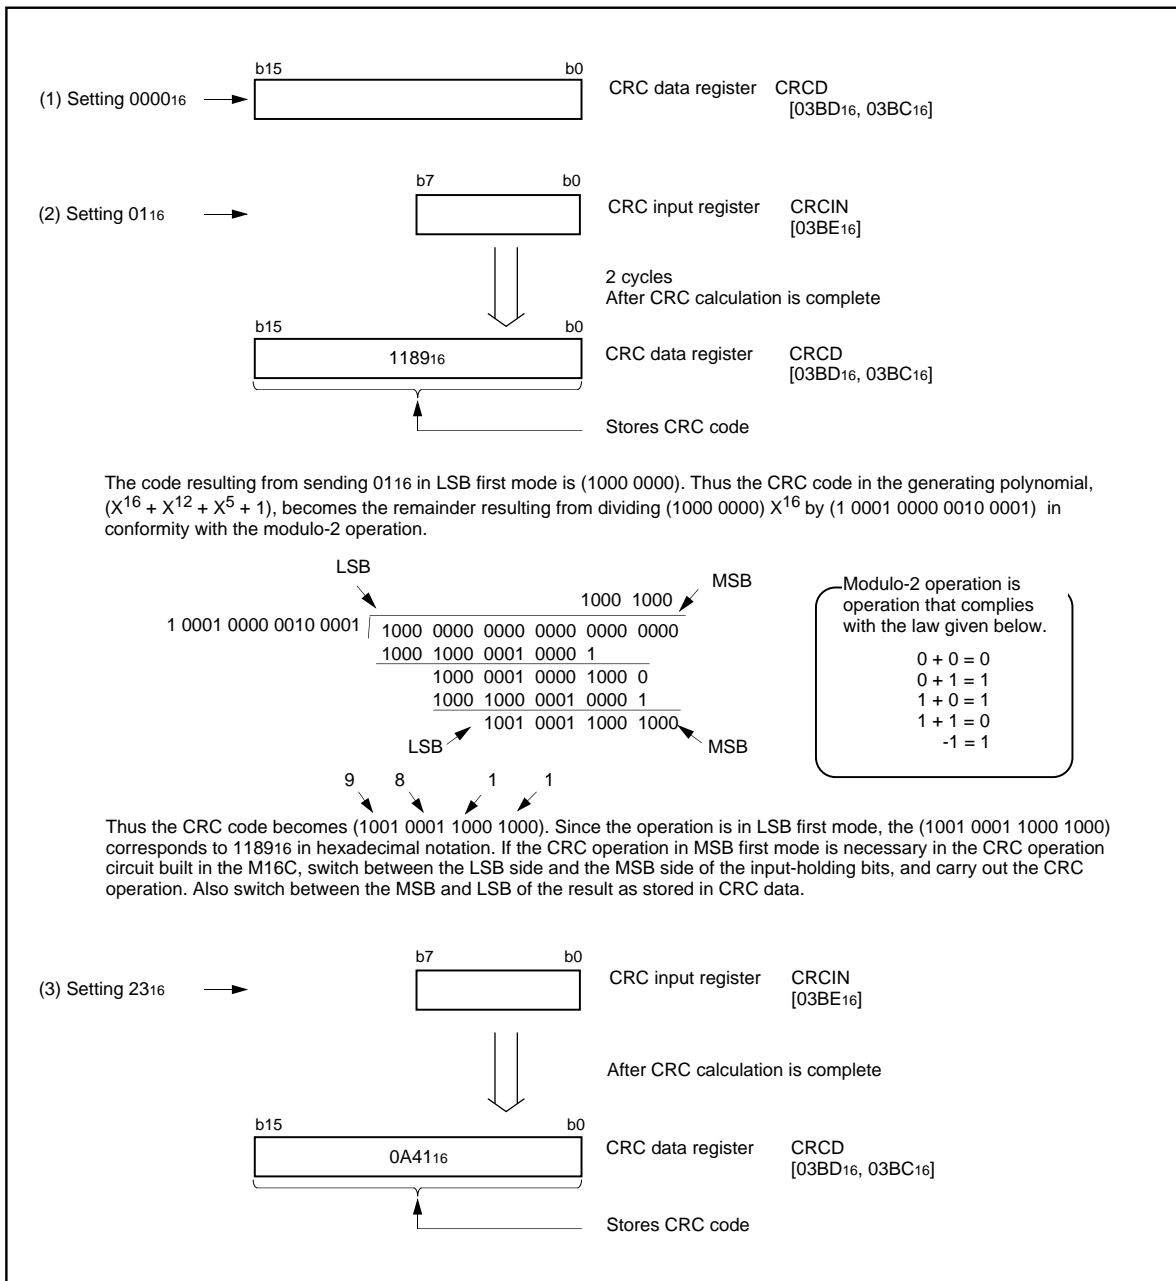 b15 b0
(1) Setting 0000₁₆ CRC data register CRCD
[03BD₁₆, 03BC₁₆]
b7 b0
(2) Setting 01₁₆ CRC input register CRCIN
[03BE₁₆]
2 cycles
After CRC calculation is complete
b15 b0
1189₁₆ CRC data register CRCD
[03BD₁₆, 03BC₁₆]
Stores CRC code
The code resulting from sending 01₁₆ in LSB first mode is (1000 0000). Thus the CRC code in the generating polynomial,
(X¹⁶ + X¹² + X⁵ + 1), becomes the remainder resulting from dividing (1000 0000) X¹⁶ by (1 0001 0000 0010 0001) in
conformity with the modulo-2 operation.
LSB MSB
1000 1000
1 0001 0000 0010 0001 1000 0000 0000 0000 0000 0000
1000 1000 0001 0000 1
1000 0001 0000 1000 0
1000 1000 0001 0000 1
1001 0001 1000 1000
LSB MSB
Modulo-2 operation is
operation that complies
with the law given below.
0 + 0 = 0
0 + 1 = 1
1 + 0 = 1
1 + 1 = 0
-1 = 1
9 8 1 1
Thus the CRC code becomes (1001 0001 1000 1000). Since the operation is in LSB first mode, the (1001 0001 1000 1000)
corresponds to 1189₁₆ in hexadecimal notation. If the CRC operation in MSB first mode is necessary in the CRC operation
circuit built in the M16C, switch between the LSB side and the MSB side of the input-holding bits, and carry out the CRC
operation. Also switch between the MSB and LSB of the result as stored in CRC data.
b7 b0
(3) Setting 23₁₆ CRC input register CRCIN
[03BE₁₆]
After CRC calculation is complete
b15 b0
0A41₁₆ CRC data register CRCD
[03BD₁₆, 03BC₁₆]
Stores CRC code